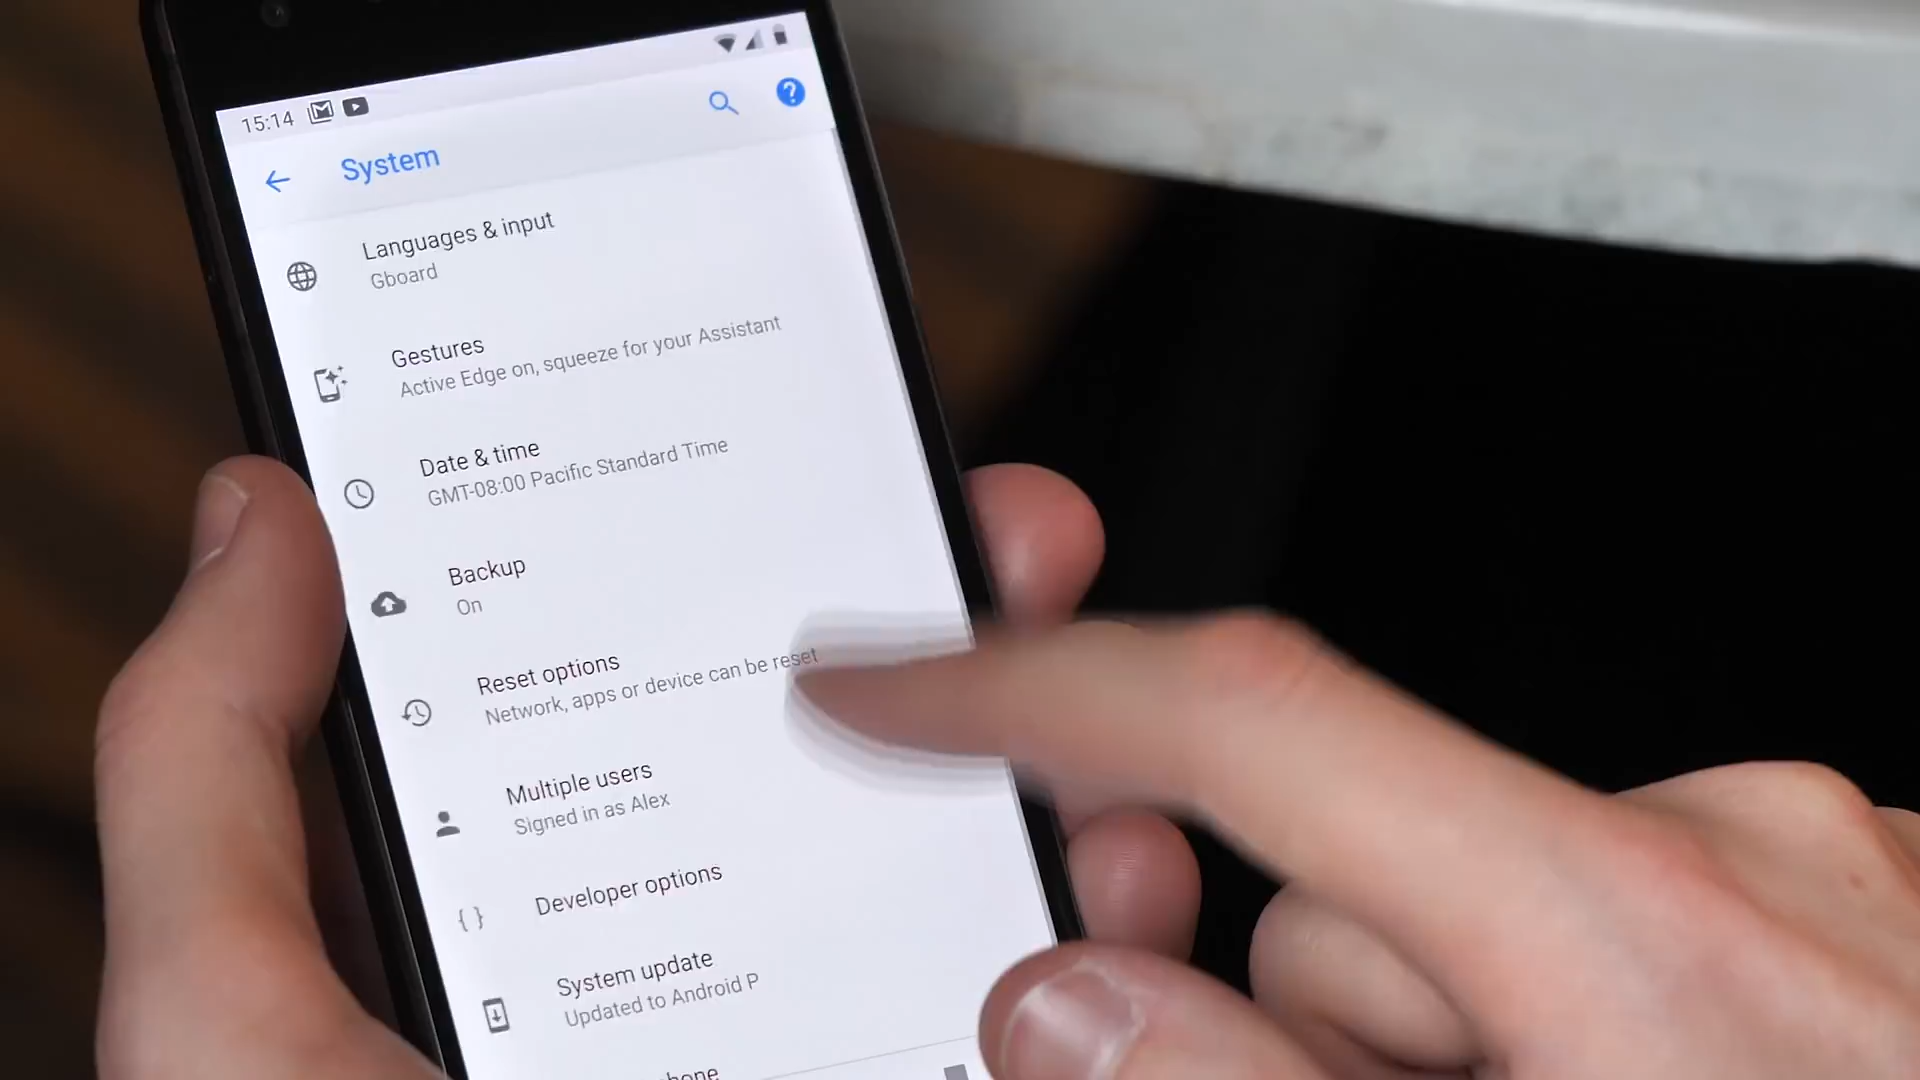 15:14
System
Languages & input
Gboard
Gestures
Active Edge on, squeeze for your Assistant
Date & time
GMT-08:00 Pacific Standard Time
Backup
On
Reset options
Network, apps or device can be reset
Multiple users
Signed in as Alex
{ } Developer options
System update
Updated to Android P